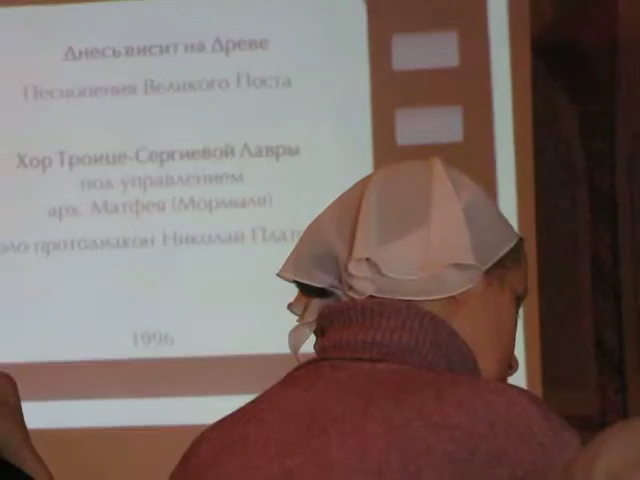 Днесь висит на Древе
Песнопения Великого Поста
Хор Троице-Сергиевой Лавры
под управлением
арх. Матфея (Мормыля)
протодиакон Николай
1996